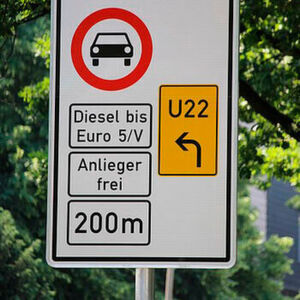 Diesel bis
Euro 5/V
Anlieger
frei
200m
U22